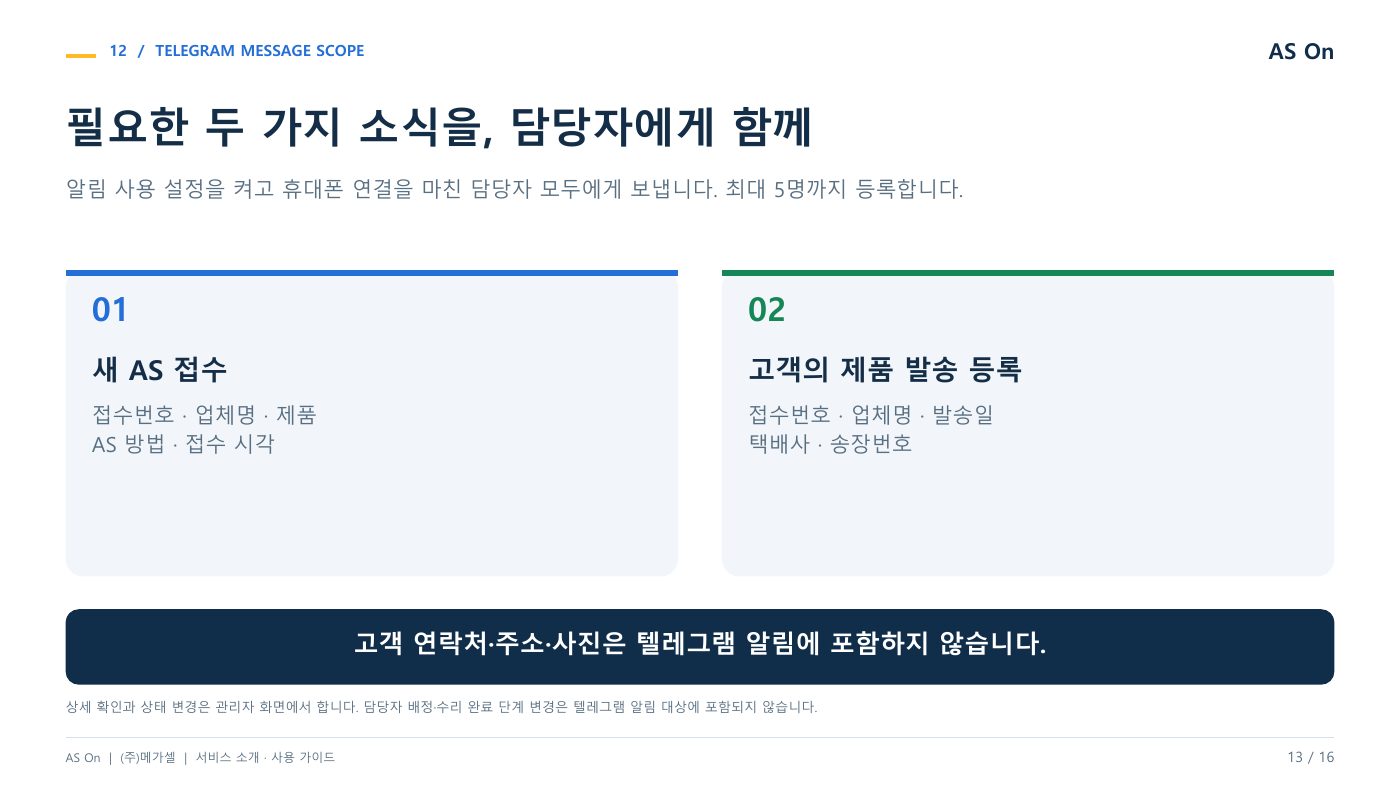 12 / TELEGRAM MESSAGE SCOPE
AS On
필요한 두 가지 소식을, 담당자에게 함께
알림 사용 설정을 켜고 휴대폰 연결을 마친 담당자 모두에게 보냅니다. 최대 5명까지 등록합니다.
01
새 AS 접수
접수번호 · 업체명 · 제품
AS 방법 · 접수 시각
02
고객의 제품 발송 등록
접수번호 · 업체명 · 발송일
택배사 · 송장번호
고객 연락처·주소·사진은 텔레그램 알림에 포함하지 않습니다.
상세 확인과 상태 변경은 관리자 화면에서 합니다. 담당자 배정·수리 완료 단계 변경은 텔레그램 알림 대상에 포함되지 않습니다.
AS On | (주)메가셀 | 서비스 소개 · 사용 가이드
13 / 16